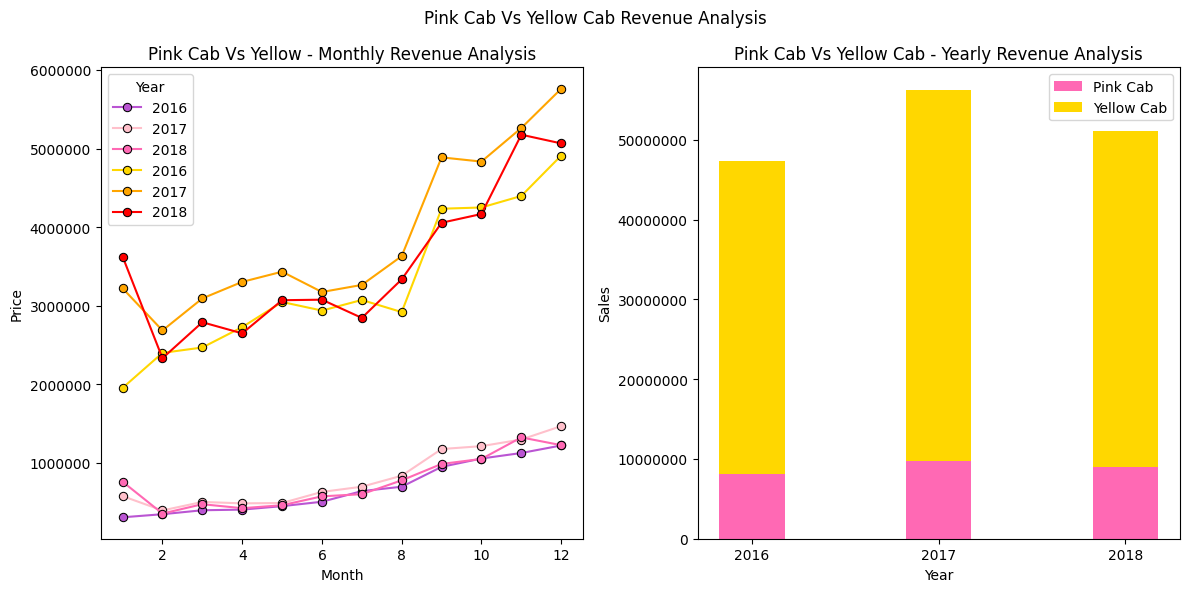 Pink Cab Vs Yellow Cab Revenue Analysis
Pink Cab Vs Yellow - Monthly Revenue Analysis
6000000
5000000
4000000
3000000
2000000
1000000
Price
Year
2016
2017
2018
2016
2017
2018
2
4
6
8
10
12
Month
Pink Cab Vs Yellow Cab - Yearly Revenue Analysis
50000000
40000000
30000000
20000000
10000000
0
Sales
Pink Cab
Yellow Cab
2016
2017
2018
Year